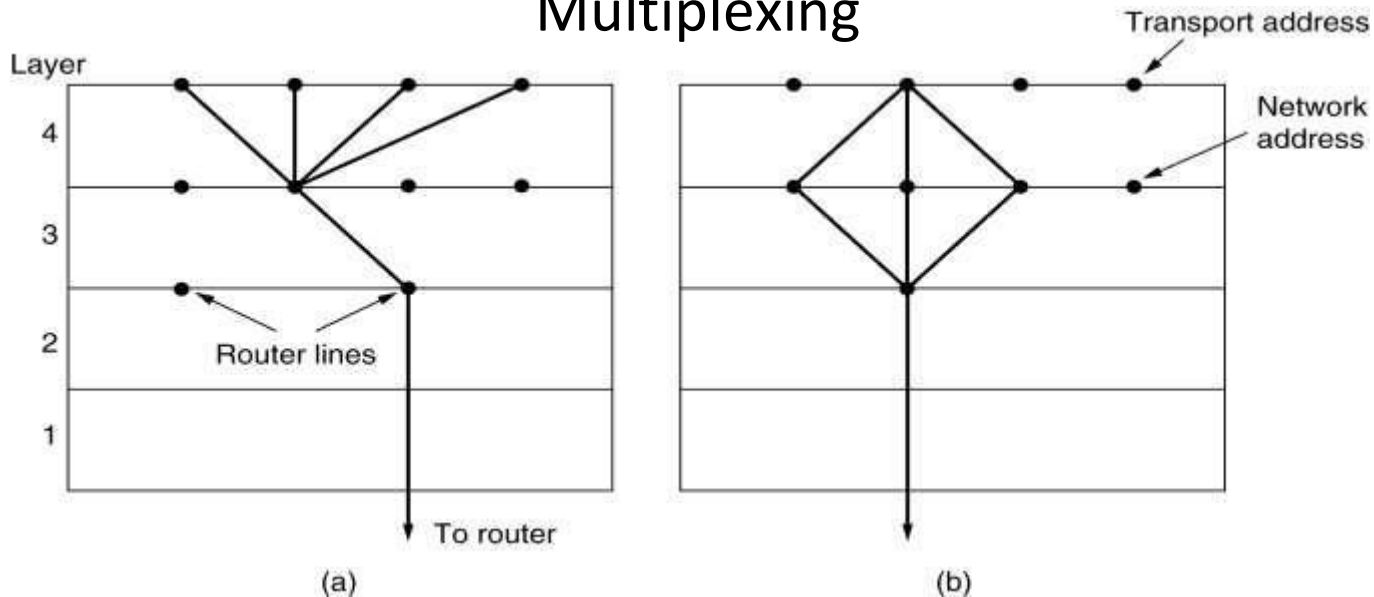 Multiplexing
Transport address
Layer
Network
address
4
3
Router lines
2
1
To router
(a)
(b)